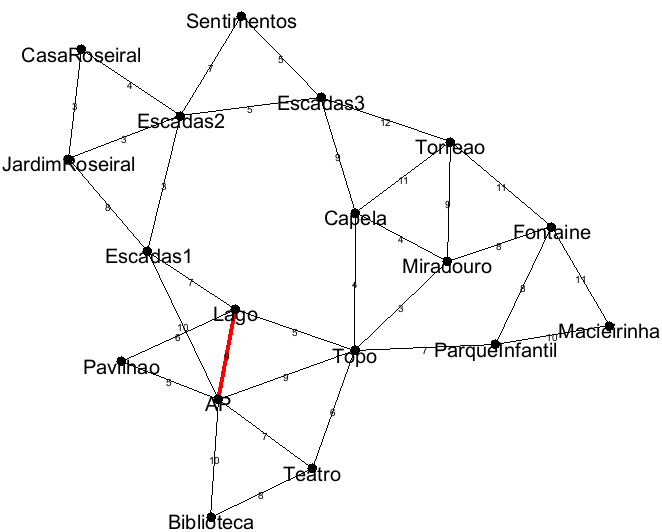 Sentimentos
CasaRoseiral
5
7
4
3
Escadas3
5
Escadas2
12
3
Torreao
JardimRoseiral
9
3
11
11
8
9
Capela
Fontaine
4
8
Escadas1
Miradouro
7
4
8
11
3
Lago
10
5
6
Macieirinha
10
Pavilhao
Topo
7
ParqueInfantil
5
9
AP
6
7
10
Teatro
8
Biblioteca